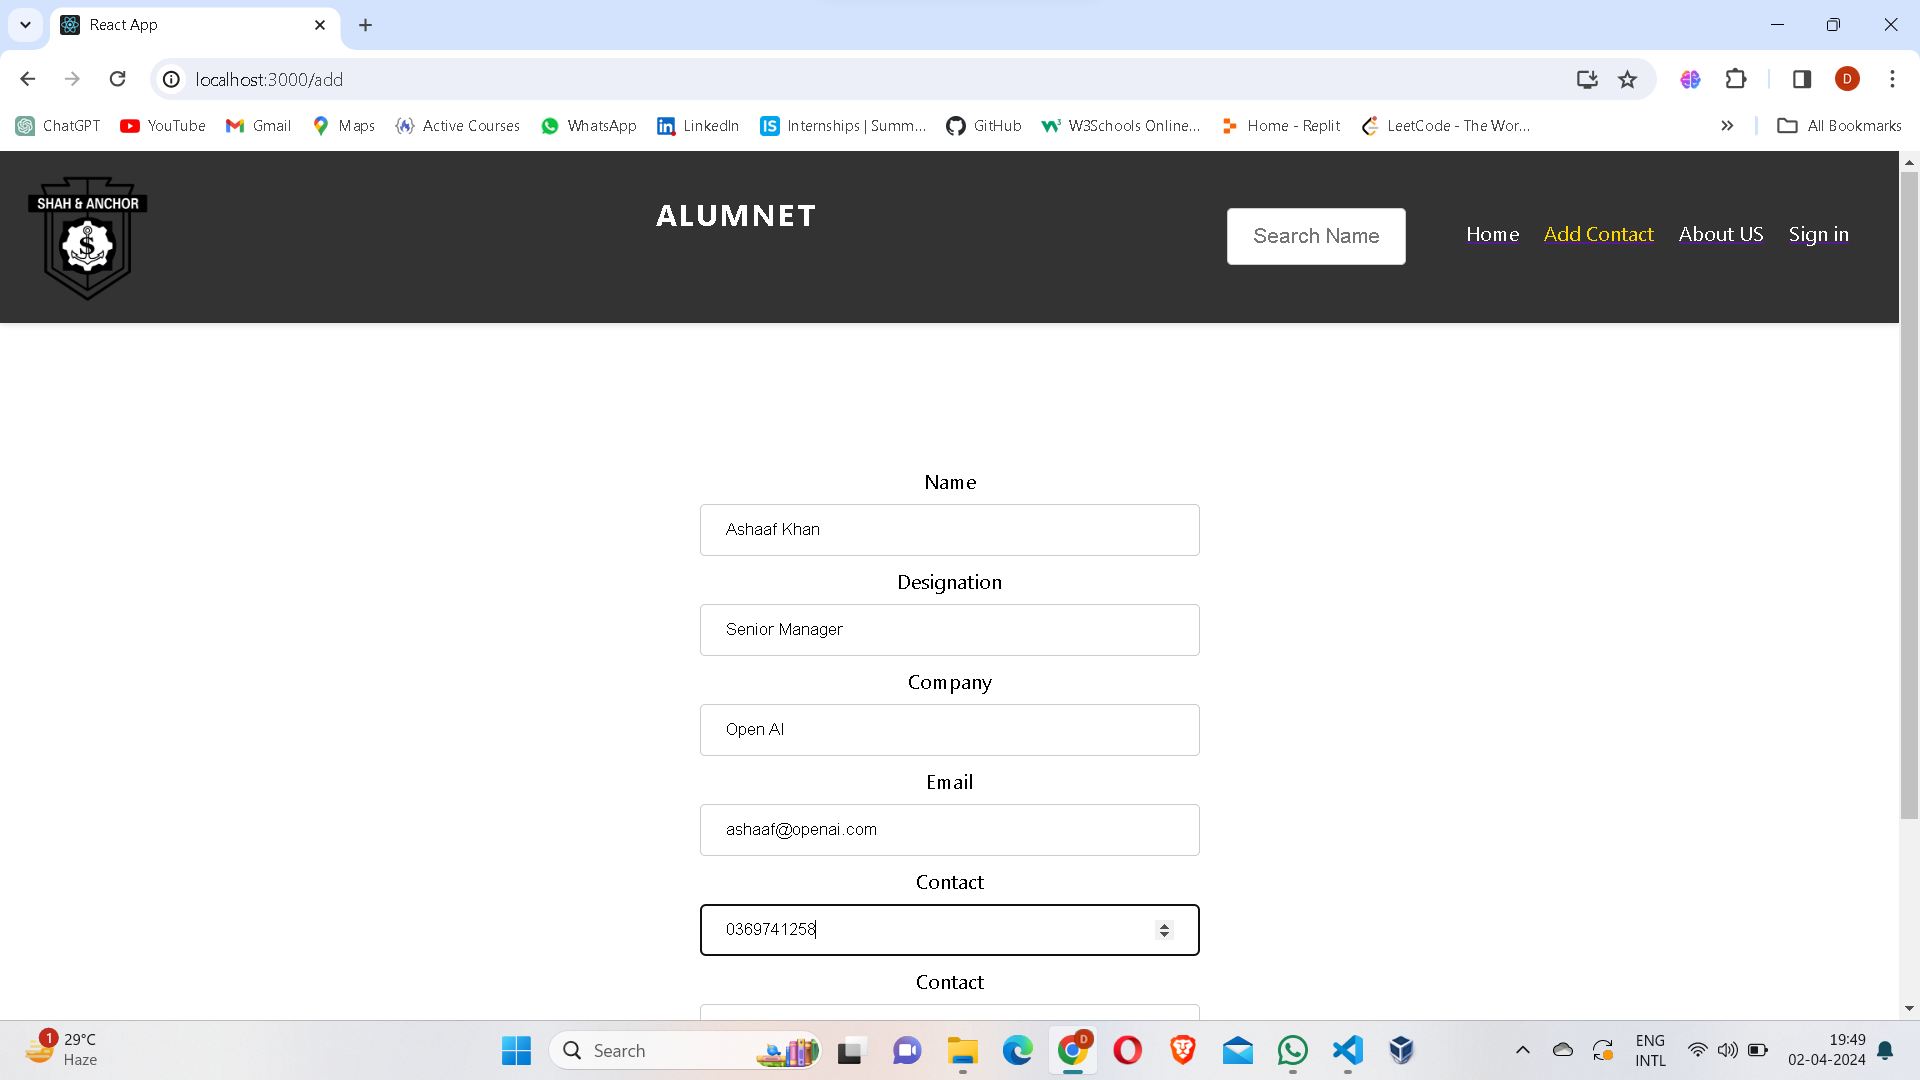 React App
localhost:3000/add
D
ChatGPT YouTube Gmail Maps Active Courses WhatsApp LinkedIn Internships | Summ... GitHub W3Schools Online... Home - Replit LeetCode - The Wor... All Bookmarks
SHAH & ANCHOR
S
ALUMNET
Search Name
Home Add Contact About US Sign in
Name
Ashaaf Khan
Designation
Senior Manager
Company
Open AI
Email
ashaaf@openai.com
Contact
0369741258
Contact
1
29°C
Haze
Search
D
ENG
INTL
19:49
02-04-2024